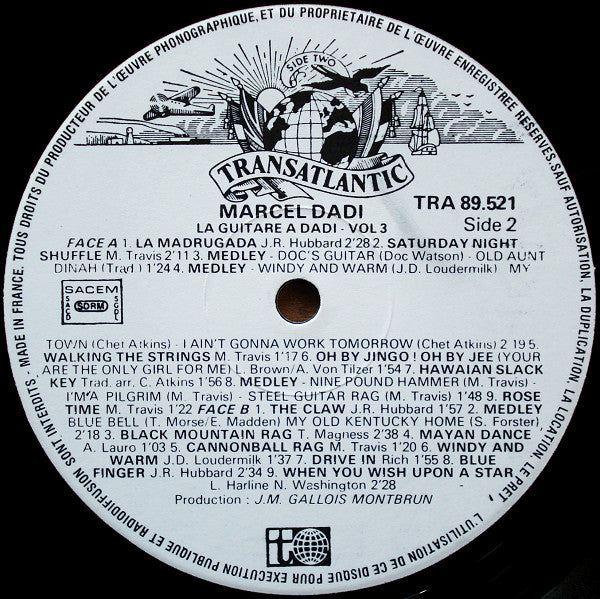 TOUS DROITS DU PRODUCTEUR DE L'ŒUVRE PHONOGRAPHIQUE, ET DU PROPRIETAIRE DE L'ŒUVRE ENREGISTREE RESERVES. SAUF AUTORISATION, LA DUPLICATION, LA LOCATION, LE PRET, L'UTILISATION DE CE DISQUE POUR EXECUTION PUBLIQUE ET RADIODIFFUSION SONT INTERDITS. MADE IN FRANCE.
SIDE TWO
TRANSATLANTIC
MARCEL DADI
TRA 89.521
LA GUITARE A DADI - VOL 3
Side 2
FACE A 1. LA MADRUGADA J.R. Hubbard 2'28 2. SATURDAY NIGHT
SHUFFLE M. Travis 2'11 3. MEDLEY - DOC'S GUITAR (Doc Watson) - OLD AUNT
DINAH (Trad.) 1'24 4. MEDLEY - WINDY AND WARM (J.D. Loudermilk) MY
SACEM
SACD
SDRM
SGDL
TOWN (Chet Atkins) - I AIN'T GONNA WORK TOMORROW (Chet Atkins) 2 19 5.
WALKING THE STRINGS M. Travis 1'17 6. OH BY JINGO ! OH BY JEE (YOUR
ARE THE ONLY GIRL FOR ME) L. Brown/A. Von Tilzer 1'54 7. HAWAIAN SLACK
KEY Trad. arr. C. Atkins 1'56 8. MEDLEY - NINE POUND HAMMER (M. Travis) -
I'M A PILGRIM (M. Travis) - STEEL GUITAR RAG (M. Travis) 1'48 9. ROSE
TIME M. Travis 1'22 FACE B 1. THE CLAW J.R. Hubbard 1'57 2. MEDLEY
BLUE BELL (T. Morse/E. Madden) MY OLD KENTUCKY HOME (S. Forster),
2'18 3. BLACK MOUNTAIN RAG T. Magness 2'38 4. MAYAN DANCE
A. Lauro 1'03 5. CANNONBALL RAG M. Travis 1'20 6. WINDY AND
WARM J.D. Loudermilk 1'37 7. DRIVE IN Rich 1'55 8. BLUE
FINGER J.R. Hubbard 2'34 9. WHEN YOU WISH UPON A STAR
L. Harline N. Washington 2'28
Production : J.M. GALLOIS MONTBRUN